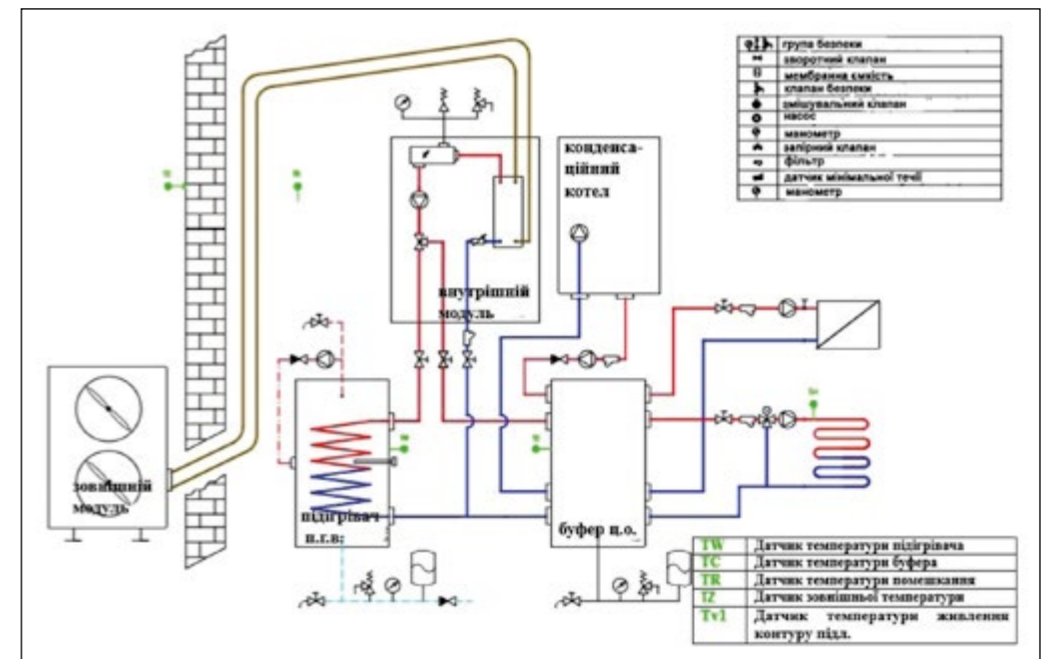 група безпеки
зворотний клапан
мембранна ємкість
клапан безпеки
змішувальний клапан
насос
манометр
запірний клапан
фільтр
датчик мінімальної течії
манометр
конденса-
ційний
котел
внутрішній
модуль
зовнішній
модуль
підігрівач
п.г.в:
буфер ц.о.
TW Датчик температури підігрівача
TC Датчик температури буфера
TR Датчик температури помешкання
TZ Датчик зовнішньої температури
Tv1 Датчик температури живлення
контуру підл.